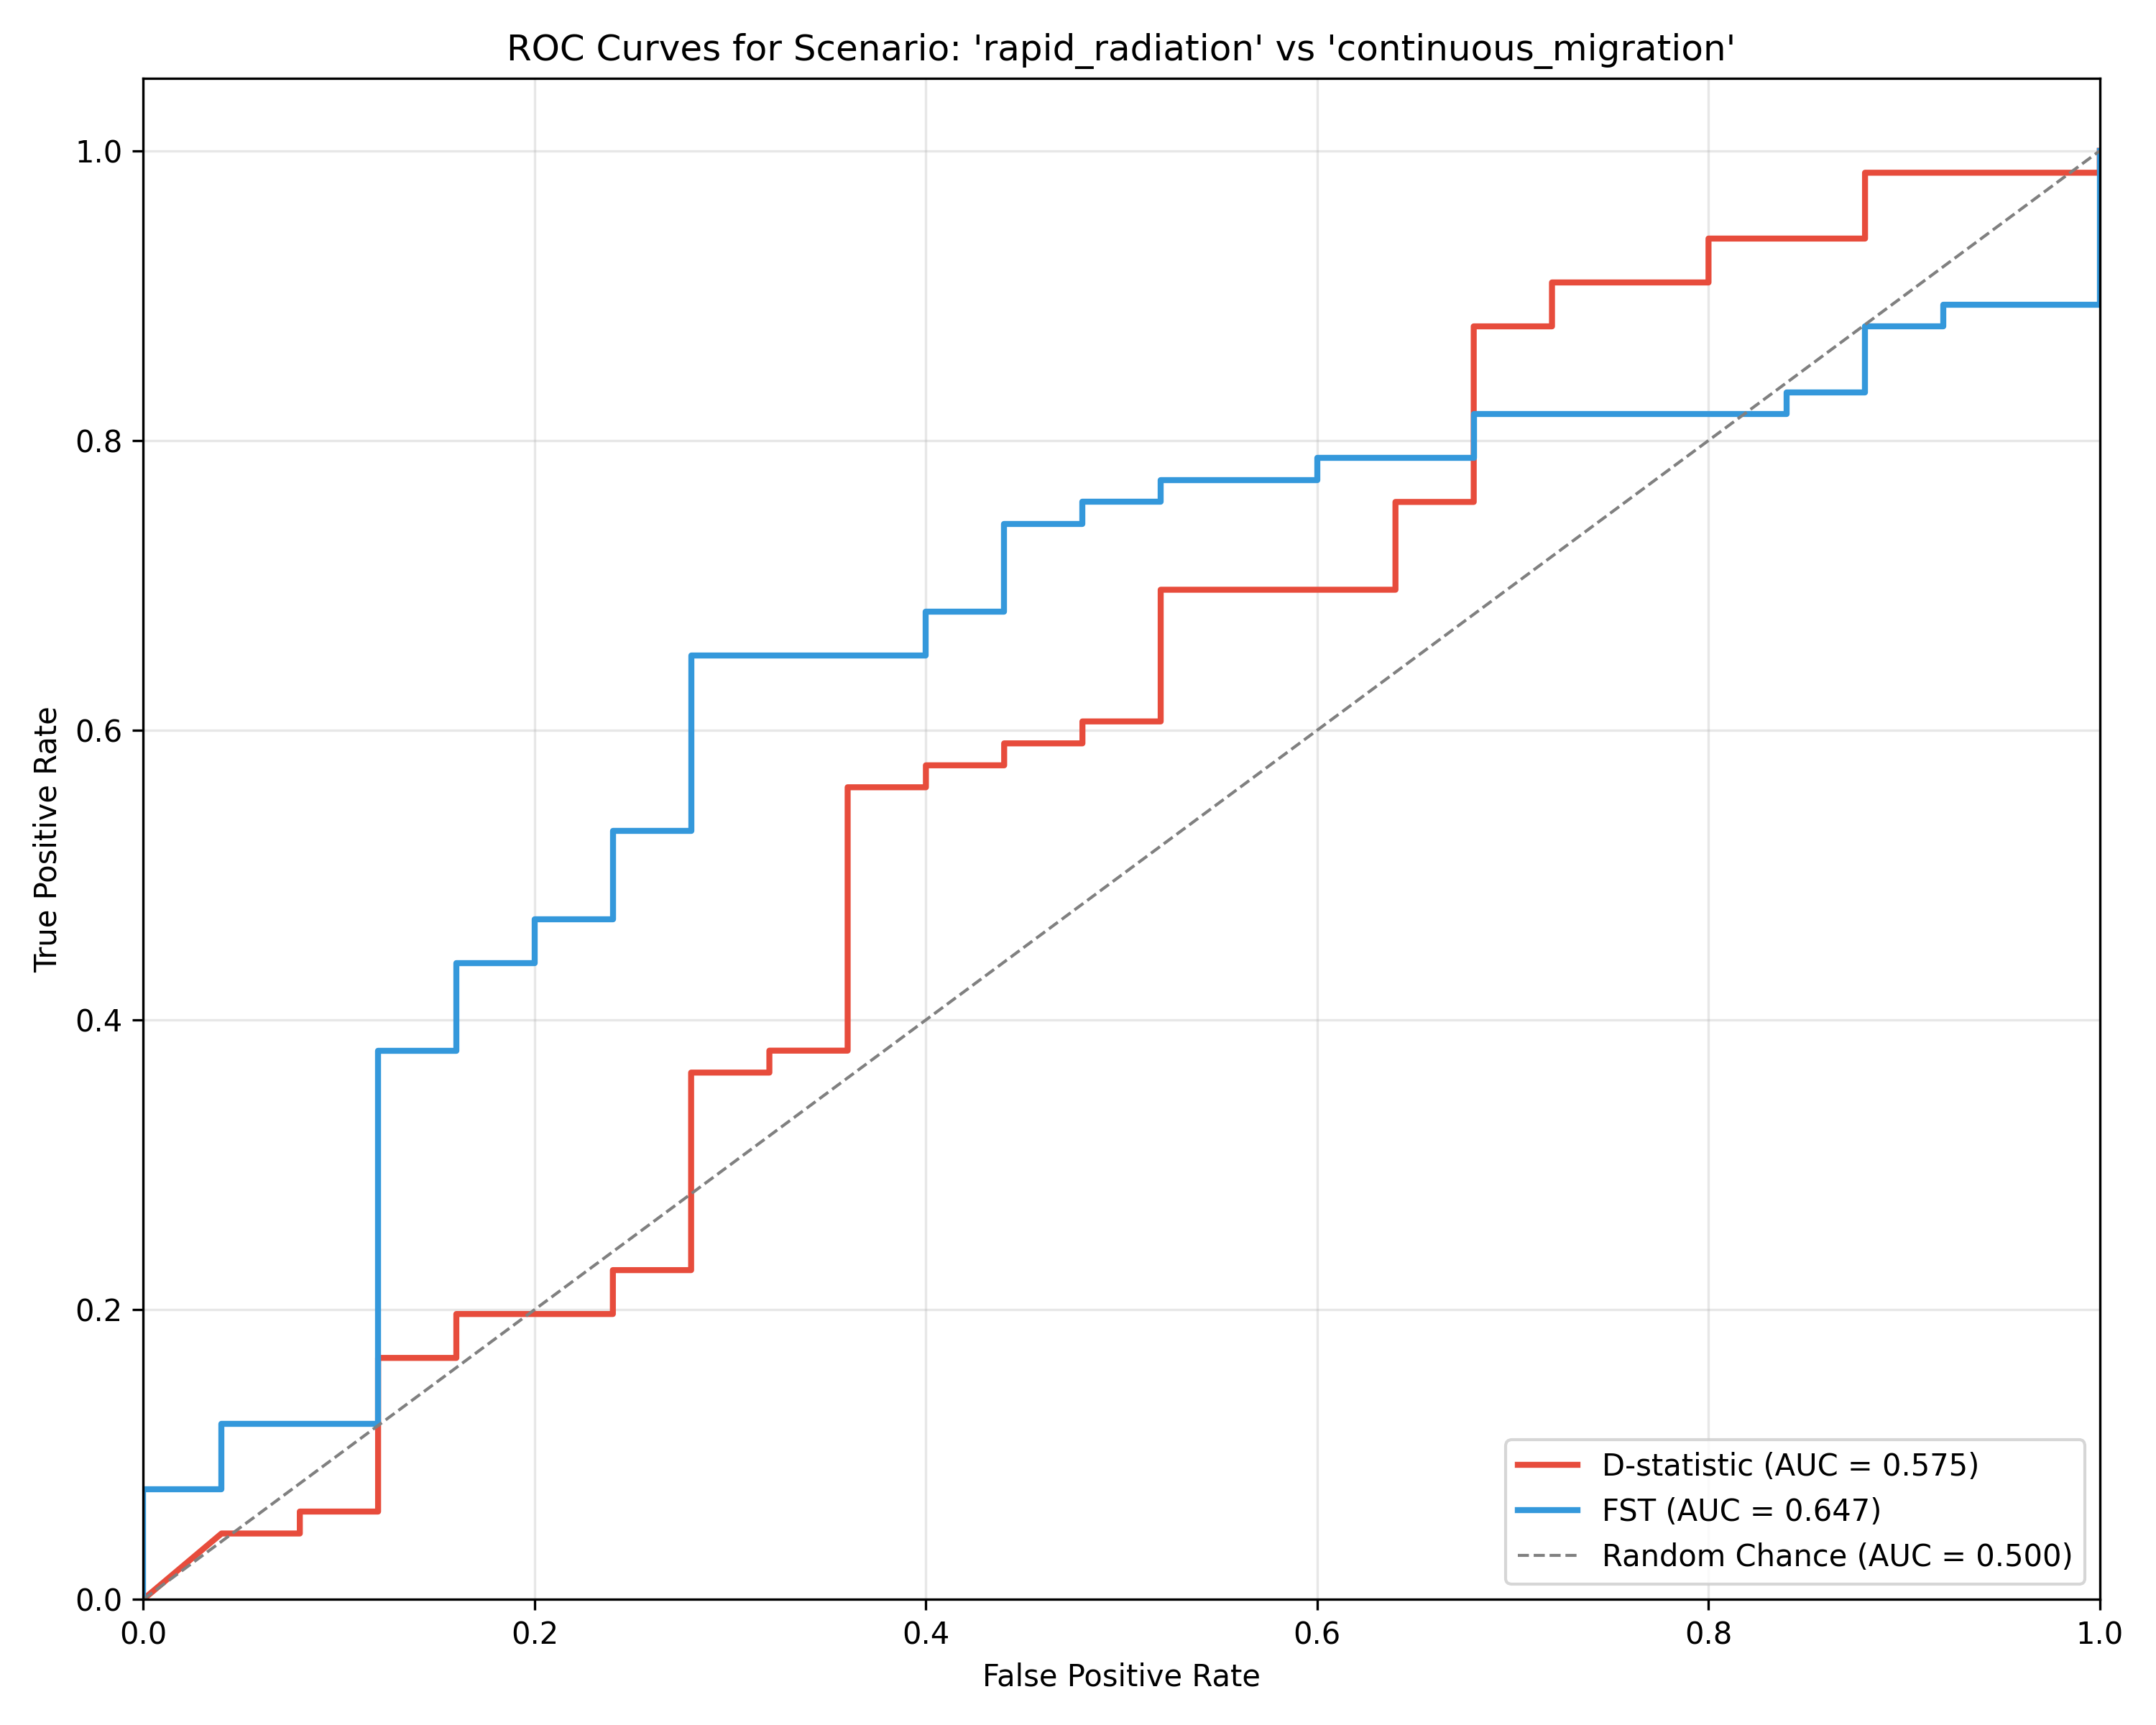 ROC Curves for Scenario: 'rapid_radiation' vs 'continuous_migration'
True Positive Rate
1.0
0.8
0.6
0.4
0.2
0.0
0.0 0.2 0.4 0.6 0.8 1.0
False Positive Rate
D-statistic (AUC = 0.575)
FST (AUC = 0.647)
Random Chance (AUC = 0.500)